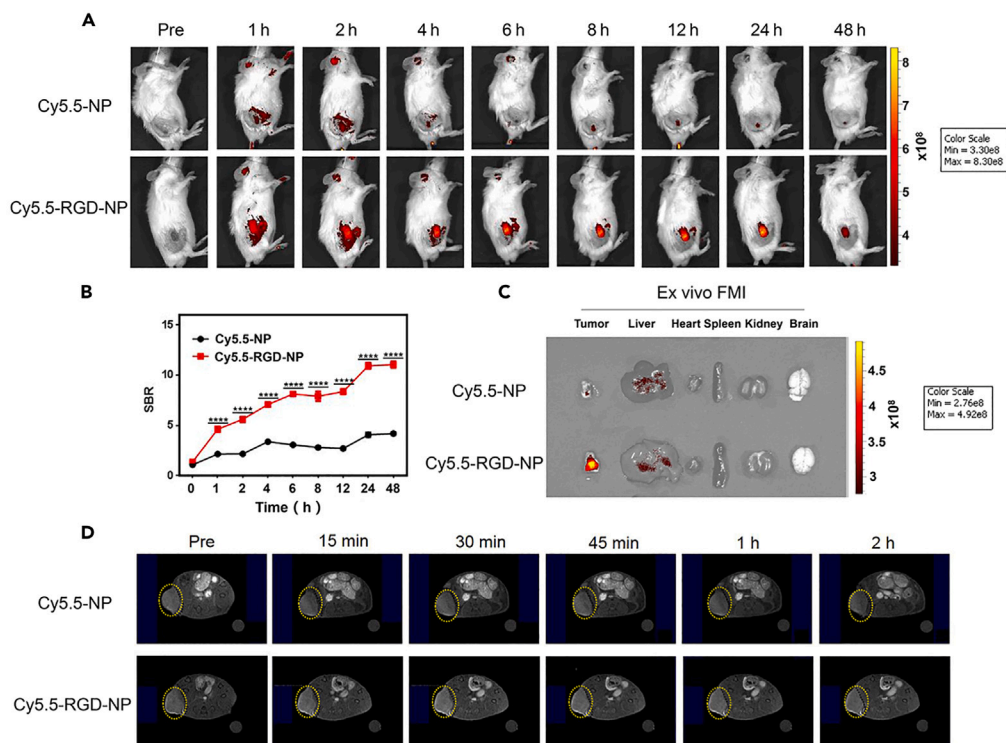 A
Pre 1 h 2 h 4 h 6 h 8 h 12 h 24 h 48 h
Cy5.5-NP
Cy5.5-RGD-NP
8
7
6
5
4
x10⁸
Color Scale
Min = 3.30e8
Max = 8.30e8
B
Cy5.5-NP
Cy5.5-RGD-NP
SBR
15
10
5
0
**** **** **** **** **** **** **** ****
0 1 2 4 6 8 12 24 48
Time ( h )
C
Ex vivo FMI
Tumor Liver Heart Spleen Kidney Brain
Cy5.5-NP
Cy5.5-RGD-NP
4.5
4
3.5
3
x10⁸
Color Scale
Min = 2.76e8
Max = 4.92e8
D
Pre 15 min 30 min 45 min 1 h 2 h
Cy5.5-NP
Cy5.5-RGD-NP